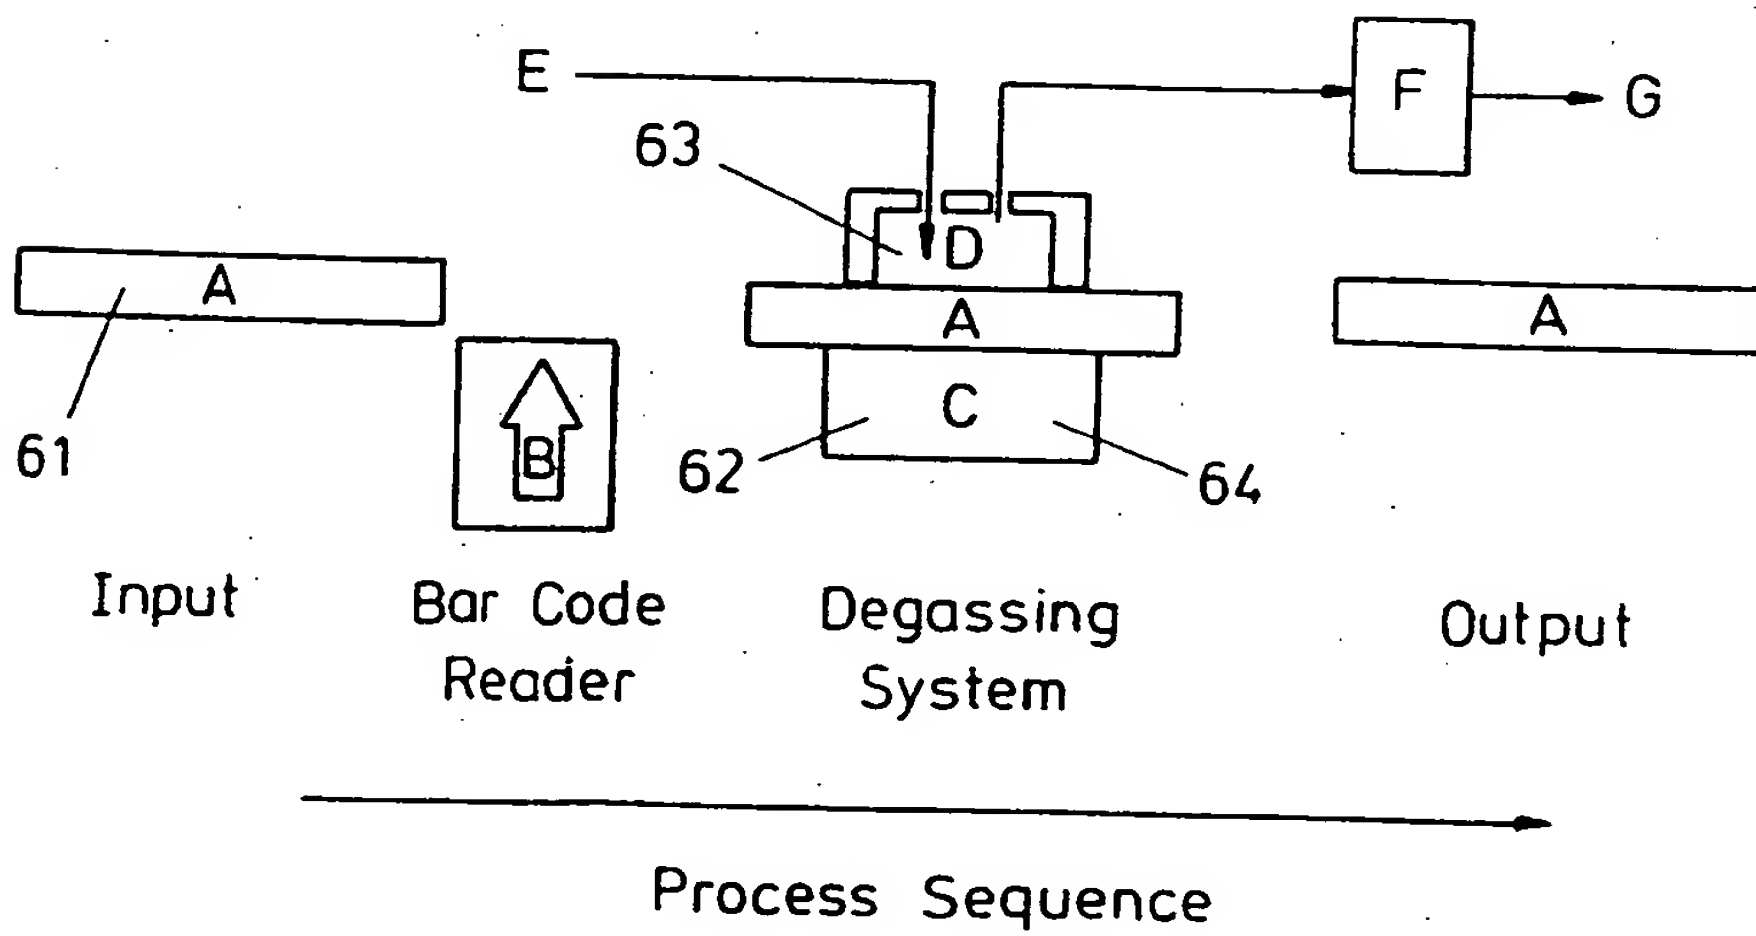 E
F
G
63
D
A
A
A
C
B
61
62
64
Input
Bar Code
Reader
Degassing
System
Output
Process Sequence